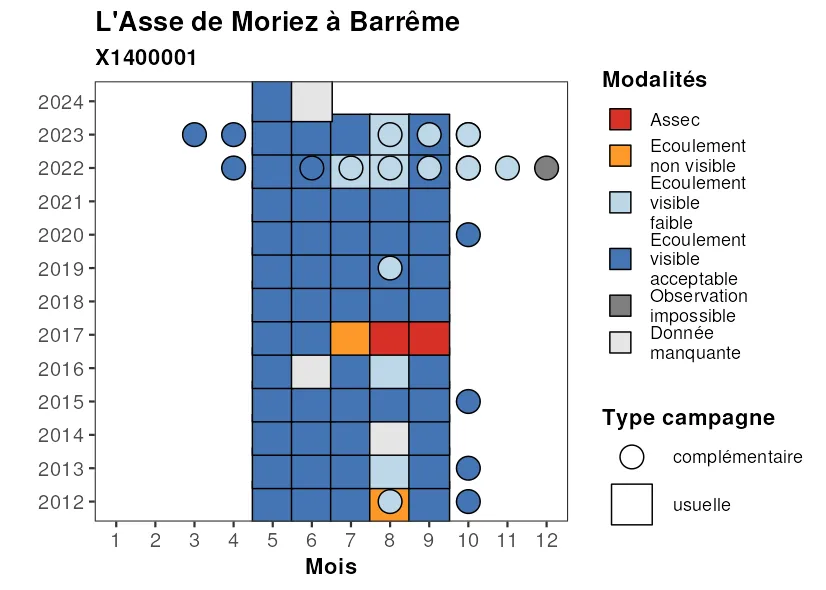 L'Asse de Moriez à Barrême
X1400001
2024
2023
2022
2021
2020
2019
2018
2017
2016
2015
2014
2013
2012
1 2 3 4 5 6 7 8 9 10 11 12
Mois
Modalités
Assec
Ecoulement
non visible
Ecoulement
visible
faible
Ecoulement
visible
acceptable
Observation
impossible
Donnée
manquante
Type campagne
complémentaire
usuelle